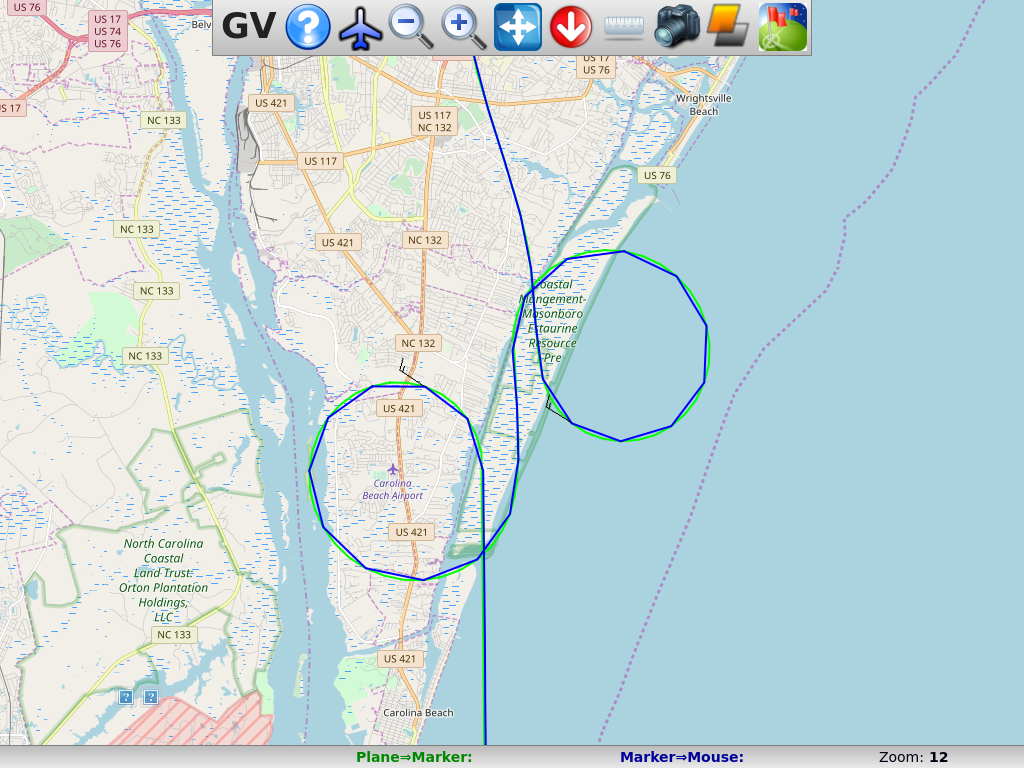 US 76
US 17
US 74
US 76
Belv
GV
?
US 17
US 76
Wrightsville
Beach
US 17
US 421
NC 133
US 117
NC 132
US 117
US 76
NC 133
US 421
NC 132
NC 133
Coastal
Mangement-
Masonboro
Estaurine
Resource
Pre
NC 132
NC 133
US 421
Carolina
Beach Airport
US 421
North Carolina
Coastal
Land Trust:
Orton Plantation
Holdings,
LLC
NC 133
US 421
? ?
Carolina Beach
Plane⇒Marker:
Marker⇒Mouse:
Zoom: 12